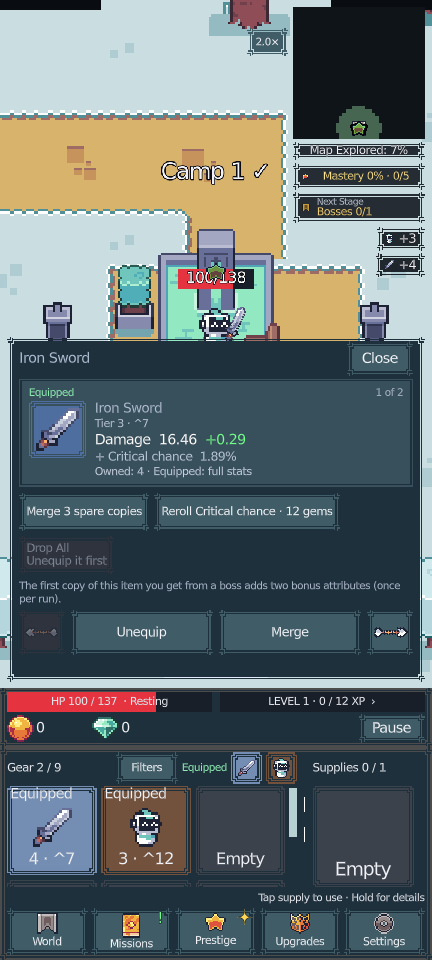 2.0×
Map Explored: 7%
Mastery 0% · 0/5
Next Stage
Bosses 0/1
+3
+4
Camp 1 ✓
100/138
Iron Sword
Close
Equipped
1 of 2
Iron Sword
Tier 3 · ^7
Damage 16.46 +0.29
+ Critical chance 1.89%
Owned: 4 · Equipped: full stats
Merge 3 spare copies
Reroll Critical chance · 12 gems
Drop All
Unequip it first
The first copy of this item you get from a boss adds two bonus attributes (once
per run).
Unequip
Merge
HP 100 / 137 · Resting
LEVEL 1 · 0 / 12 XP ›
0
0
Pause
Gear 2 / 9
Filters
Equipped
Supplies 0 / 1
Equipped
4 · ^7
Equipped
3 · ^12
Empty
Empty
Tap supply to use · Hold for details
World
Missions
!
Prestige
Upgrades
Settings